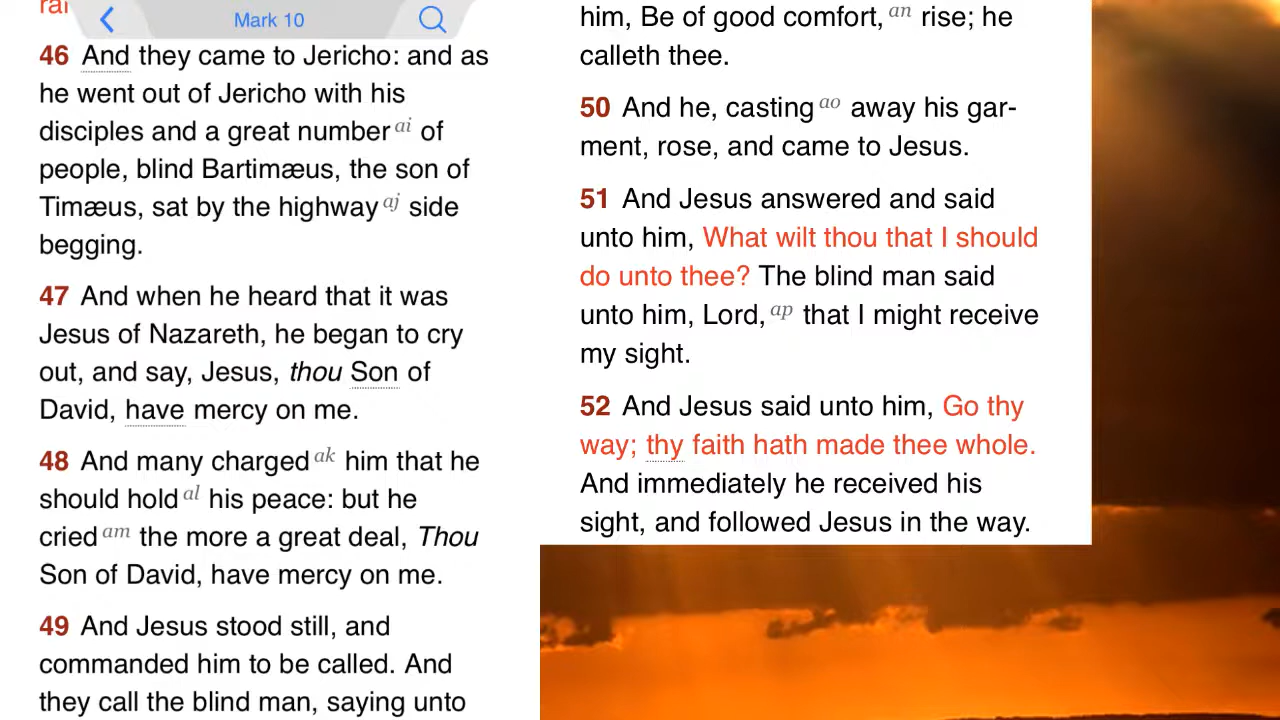 rai
Mark 10
46 And they came to Jericho: and as
he went out of Jericho with his
disciples and a great number ai of
people, blind Bartimæus, the son of
Timæus, sat by the highway aj side
begging.
47 And when he heard that it was
Jesus of Nazareth, he began to cry
out, and say, Jesus, thou Son of
David, have mercy on me.
48 And many charged ak him that he
should hold al his peace: but he
cried am the more a great deal, Thou
Son of David, have mercy on me.
49 And Jesus stood still, and
commanded him to be called. And
they call the blind man, saying unto
him, Be of good comfort, an rise; he
calleth thee.
50 And he, casting ao away his gar-
ment, rose, and came to Jesus.
51 And Jesus answered and said
unto him, What wilt thou that I should
do unto thee? The blind man said
unto him, Lord, ap that I might receive
my sight.
52 And Jesus said unto him, Go thy
way; thy faith hath made thee whole.
And immediately he received his
sight, and followed Jesus in the way.